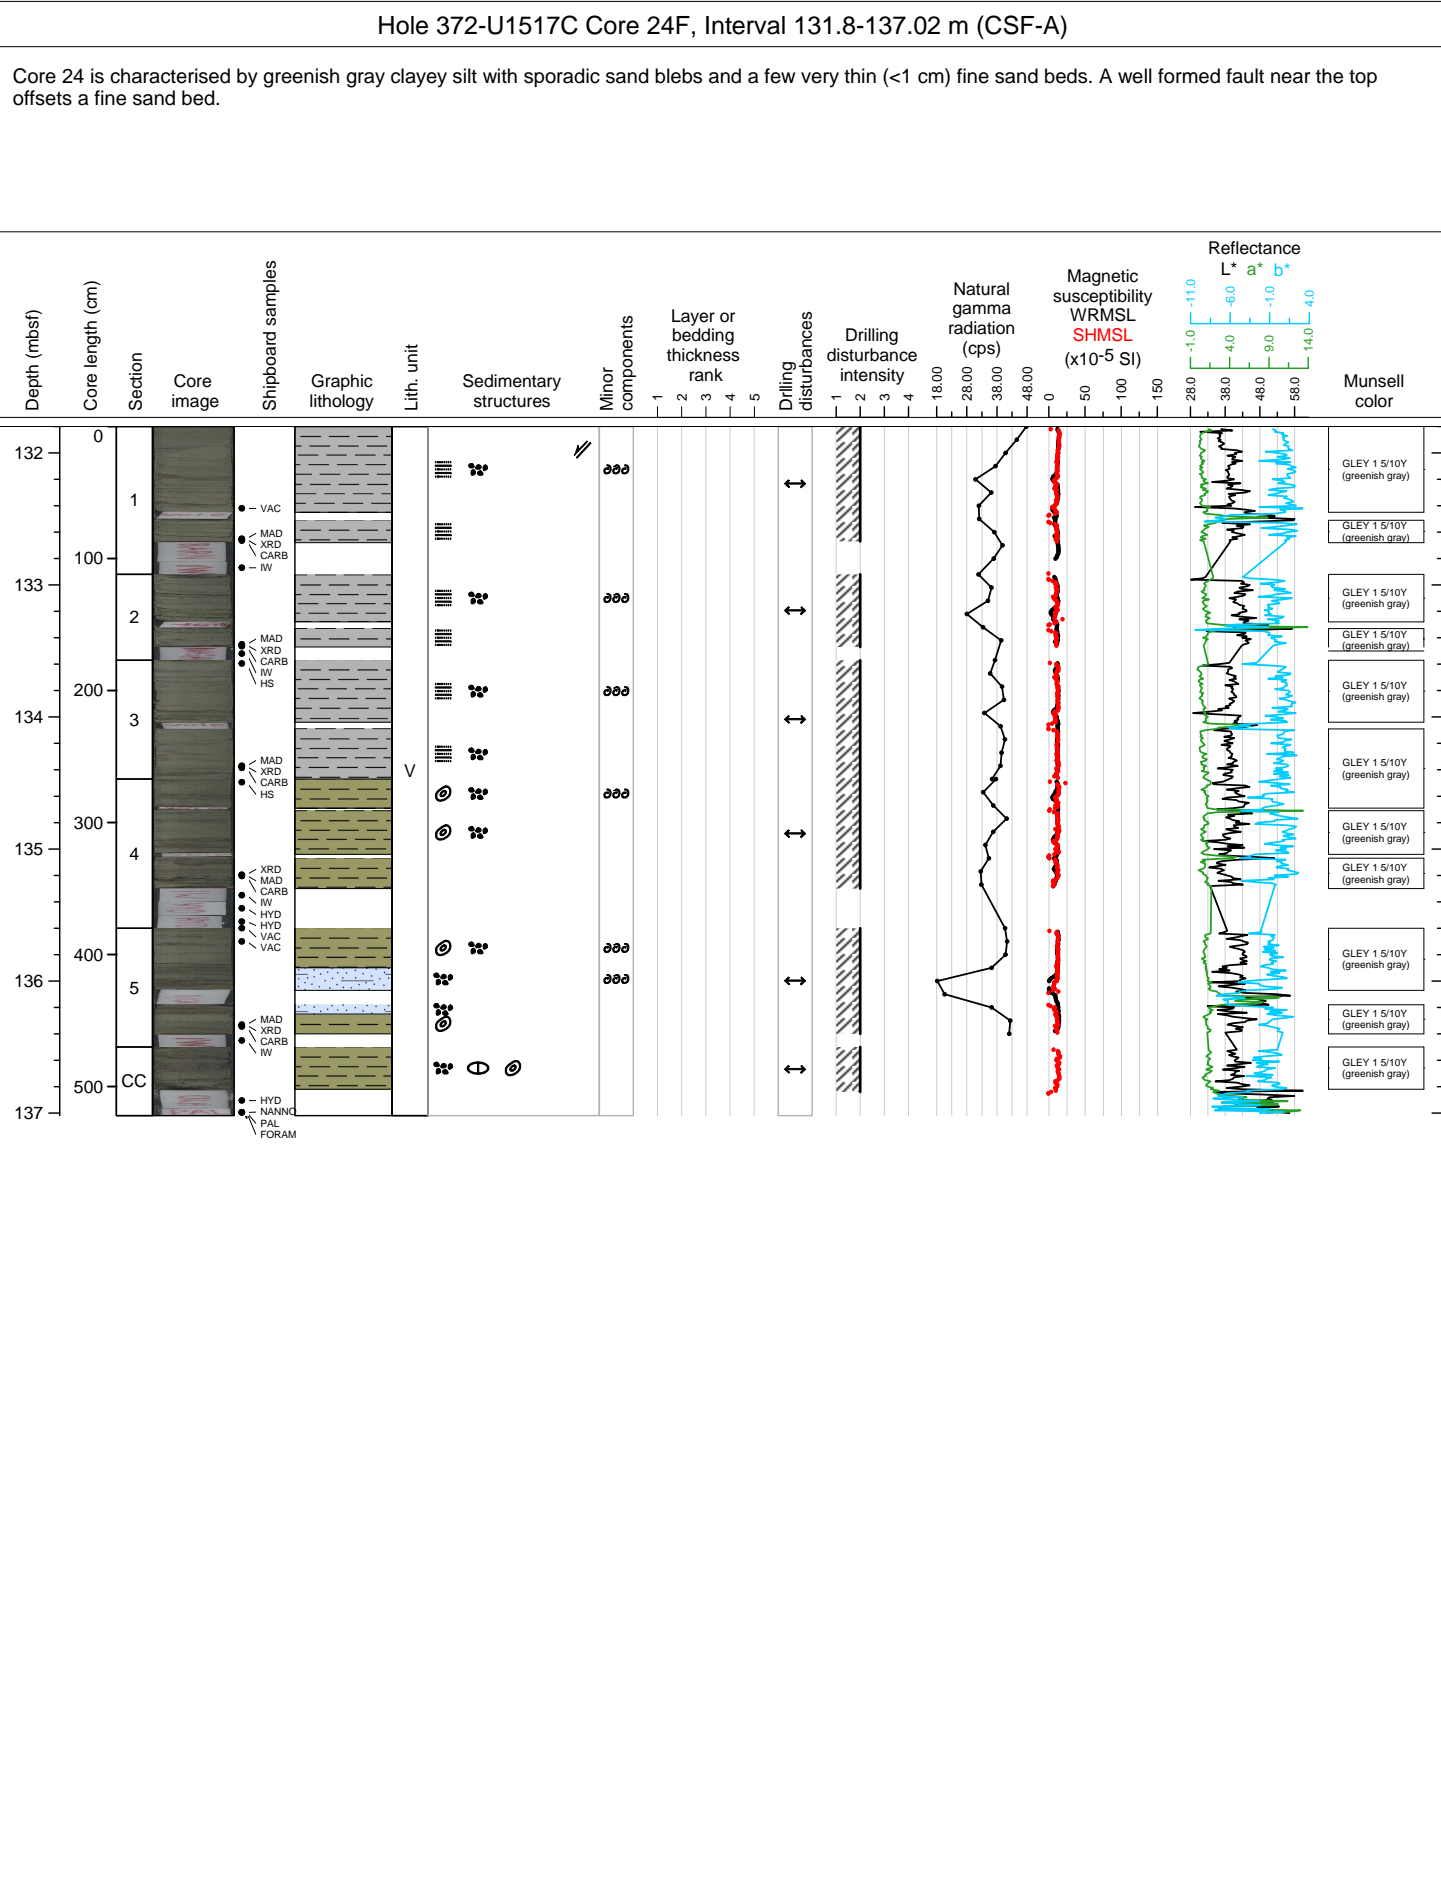 Hole 372-U1517C Core 24F, Interval 131.8-137.02 m (CSF-A)
Core 24 is characterised by greenish gray clayey silt with sporadic sand blebs and a few very thin (<1 cm) fine sand beds. A well formed fault near the top
offsets a fine sand bed.
Depth (mbsf)
Core length (cm)
Section
Core
image
Shipboard samples
Graphic
lithology
Lith. unit
Sedimentary
structures
Minor
components
Layer or
bedding
thickness
rank
1 2 3 4 5
Drlling
disturbances
Drilling
disturbance
intensity
1 2 3 4
Natural
gamma
radiation
(cps)
18.00 28.00 38.00 48.00
Magnetic
susceptibility
WRMSL
SHMSL
(x10-5 SI)
0 50 100 150
Reflectance
L* a* b*
-11.0 -6.0 -1.0 4.0
-1.0 4.0 9.0 14.0
28.0 38.0 48.0 58.0
Munsell
color
132
133
134
135
136
137
0
100
200
300
400
500
1
2
3
4
5
CC
VAC
MAD
XRD
CARB
IW
MAD
XRD
CARB
IW
HS
MAD
XRD
CARB
HS
XRD
MAD
CARB
IW
HYD
HYD
VAC
VAC
MAD
XRD
CARB
IW
HYD
NANNO
PAL
FORAM
V
GLEY 1 5/10Y
(greenish gray)
GLEY 1 5/10Y
(greenish gray)
GLEY 1 5/10Y
(greenish gray)
GLEY 1 5/10Y
(greenish gray)
GLEY 1 5/10Y
(greenish gray)
GLEY 1 5/10Y
(greenish gray)
GLEY 1 5/10Y
(greenish gray)
GLEY 1 5/10Y
(greenish gray)
GLEY 1 5/10Y
(greenish gray)
GLEY 1 5/10Y
(greenish gray)
GLEY 1 5/10Y
(greenish gray)